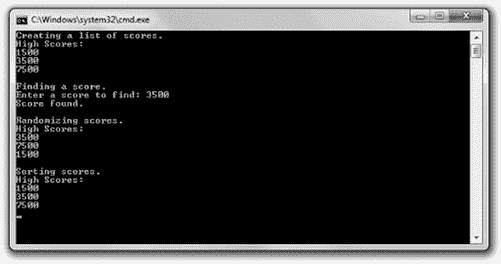 C:\Windows\system32\cmd.exe
Creating a list of scores.
High Scores:
1500
3500
7500
Finding a score.
Enter a score to find: 3500
Score found.
Randomizing scores.
High Scores:
3500
7500
1500
Sorting scores.
High Scores:
1500
3500
7500